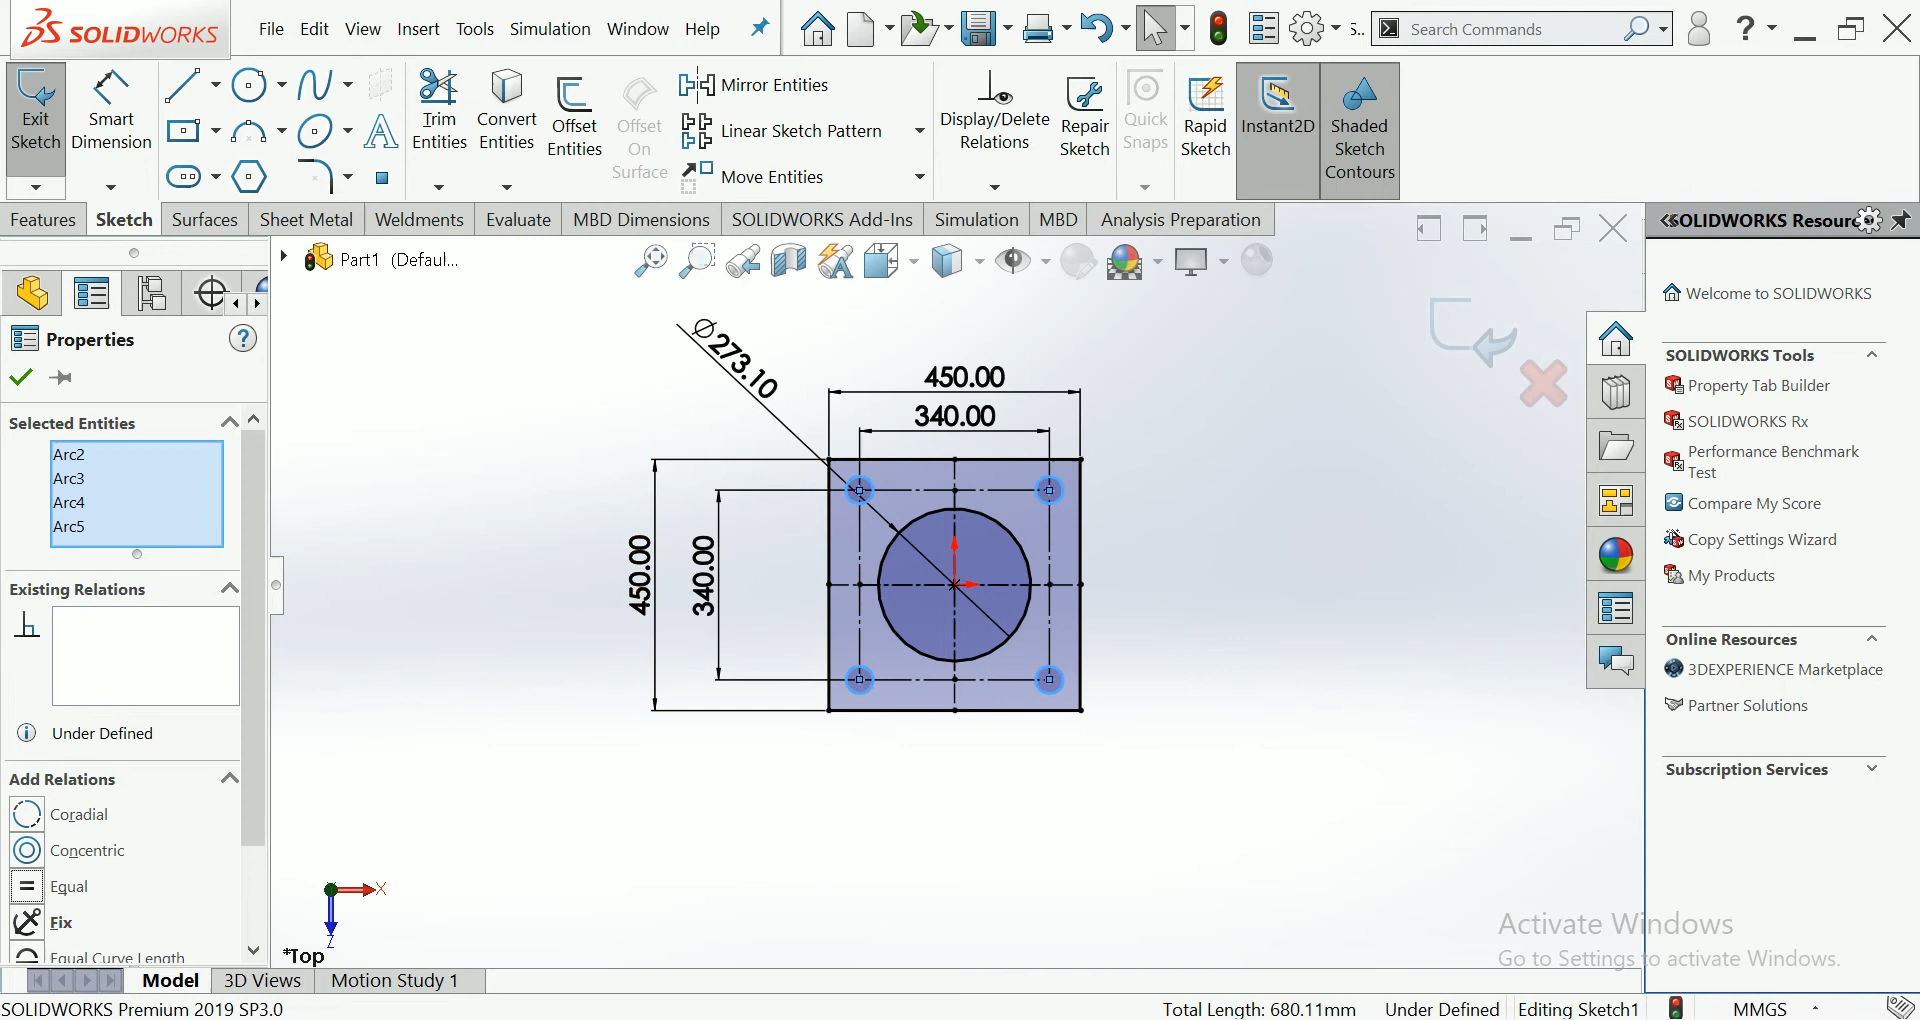 SOLIDWORKS File Edit View Insert Tools Simulation Window Help S.. Search Commands
Exit Sketch
Smart Dimension
Trim Entities
Convert Entities
Offset Entities
Offset On Surface
Mirror Entities
Linear Sketch Pattern
Move Entities
Display/Delete Relations
Repair Sketch
Quick Snaps
Rapid Sketch
Instant2D
Shaded Sketch Contours
Features Sketch Surfaces Sheet Metal Weldments Evaluate MBD Dimensions SOLIDWORKS Add-Ins Simulation MBD Analysis Preparation
Part1 (Defaul...
Properties
Selected Entities
Arc2
Arc3
Arc4
Arc5
Existing Relations
Under Defined
Add Relations
Coradial
Concentric
Equal
Fix
Equal Curve Length
∅273.10
450.00
340.00
450.00
340.00
X
Z
*Top
SOLIDWORKS Resour
Welcome to SOLIDWORKS
SOLIDWORKS Tools
Property Tab Builder
SOLIDWORKS Rx
Performance Benchmark
Test
Compare My Score
Copy Settings Wizard
My Products
Online Resources
3DEXPERIENCE Marketplace
Partner Solutions
Subscription Services
Activate Windows
Go to Settings to activate Windows.
Model 3D Views Motion Study 1
SOLIDWORKS Premium 2019 SP3.0 Total Length: 680.11mm Under Defined Editing Sketch1 MMGS